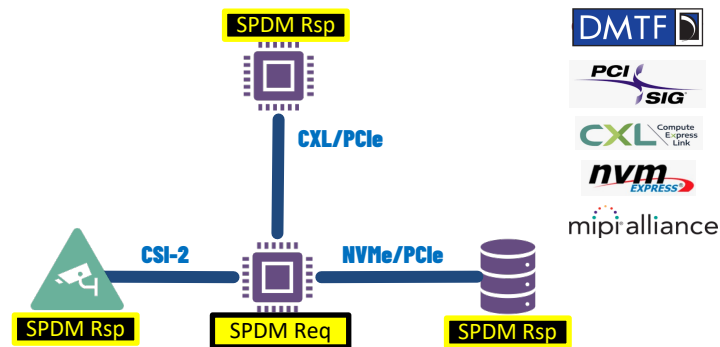 SPDM Rsp
DMTF
PCI
SIG
CXL/PCIe
CXL Compute
Express
Link
nvm
EXPRESS®
mipi alliance
CSI-2
NVMe/PCIe
SPDM Rsp
SPDM Req
SPDM Rsp